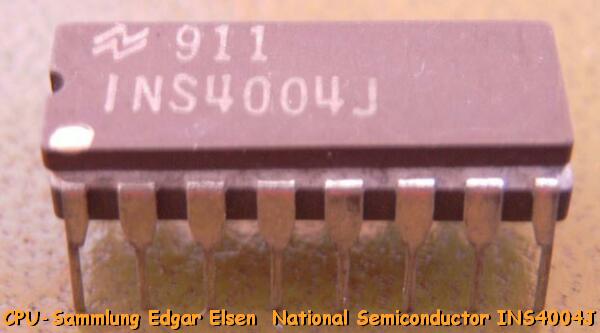 911
INS4004J
CPU- Sammlung Edgar Elsen National Semiconductor INS4004J